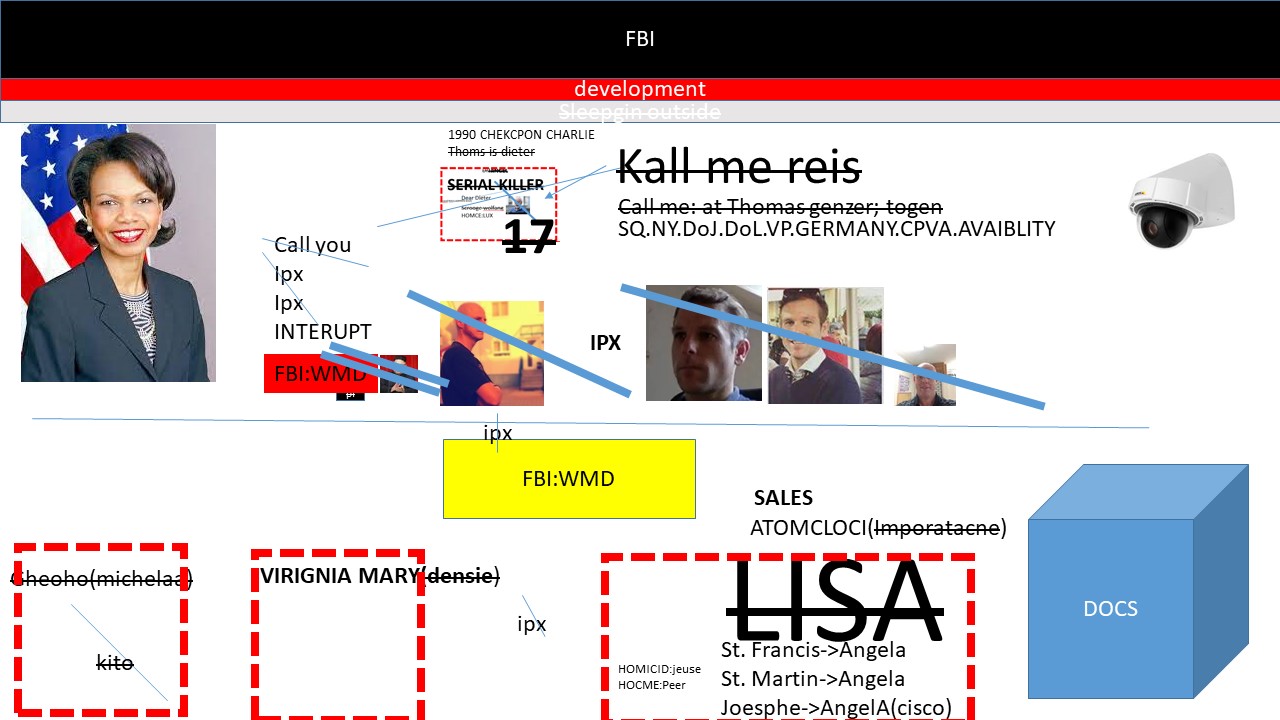 FBI
development
Sleepgin outside
1990 CHEKCPON CHARLIE
Thoms is dieter
SERIAL KILLER
Dear Dieter
Scrooge wolfang
HOMCE:LUX
17
Kall me reis
Call me: at Thomas genzer; togen
SQ.NY.DoJ.DoL.VP.GERMANY.CPVA.AVAIBLITY
Call you
Ipx
Ipx
INTERUPT
FBI:WMD
IPX
ipx
FBI:WMD
SALES
ATOMCLOCI(Imporatacne)
Gheoho(michelaa)
kito
VIRIGNIA MARY(densie)
ipx
LISA
HOMICID:jeuse
HOCME:Peer
St. Francis->Angela
St. Martin->Angela
Joesphe->AngelA(cisco)
DOCS